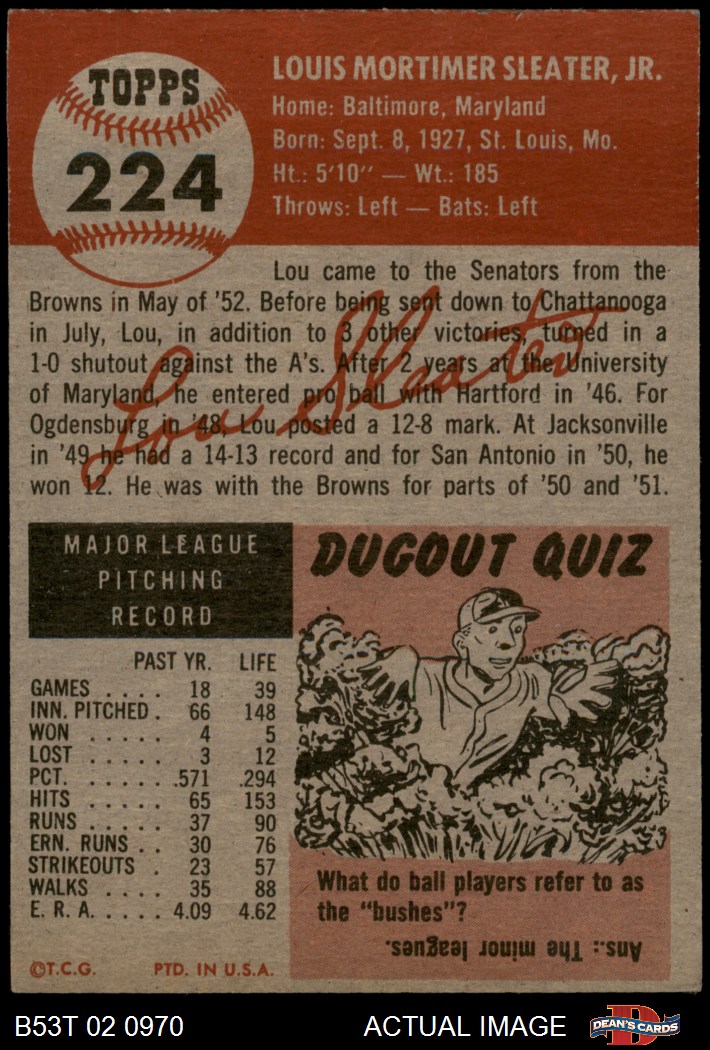 TOPPS
224
LOUIS MORTIMER SLEATER, JR.
Home: Baltimore, Maryland
Born: Sept. 8, 1927, St. Louis, Mo.
Ht.: 5'10" — Wt.: 185
Throws: Left — Bats: Left
Lou came to the Senators from the
Browns in May of '52. Before being sent down to Chattanooga
in July, Lou, in addition to 3 other victories, turned in a
1-0 shutout against the A's. After 2 years at the University
of Maryland, he entered pro ball with Hartford in '46. For
Ogdensburg in '48, Lou posted a 12-8 mark. At Jacksonville
in '49 he had a 14-13 record and for San Antonio in '50, he
won 12. He was with the Browns for parts of '50 and '51.
Lou Sleater
MAJOR LEAGUE
PITCHING
RECORD
PAST YR. LIFE
GAMES . . . . 18 39
INN. PITCHED . 66 148
WON . . . . . 4 5
LOST . . . . . 3 12
PCT. . . . . . .571 .294
HITS . . . . . 65 153
RUNS . . . . . 37 90
ERN. RUNS . . 30 76
STRIKEOUTS . 23 57
WALKS . . . . 35 88
E. R. A. . . . . 4.09 4.62
©T.C.G. PTD. IN U.S.A.
DUGOUT QUIZ
What do ball players refer to as
the "bushes"?
Ans.: The minor leagues.
B53T 02 0970 ACTUAL IMAGE DEAN'S CARDS